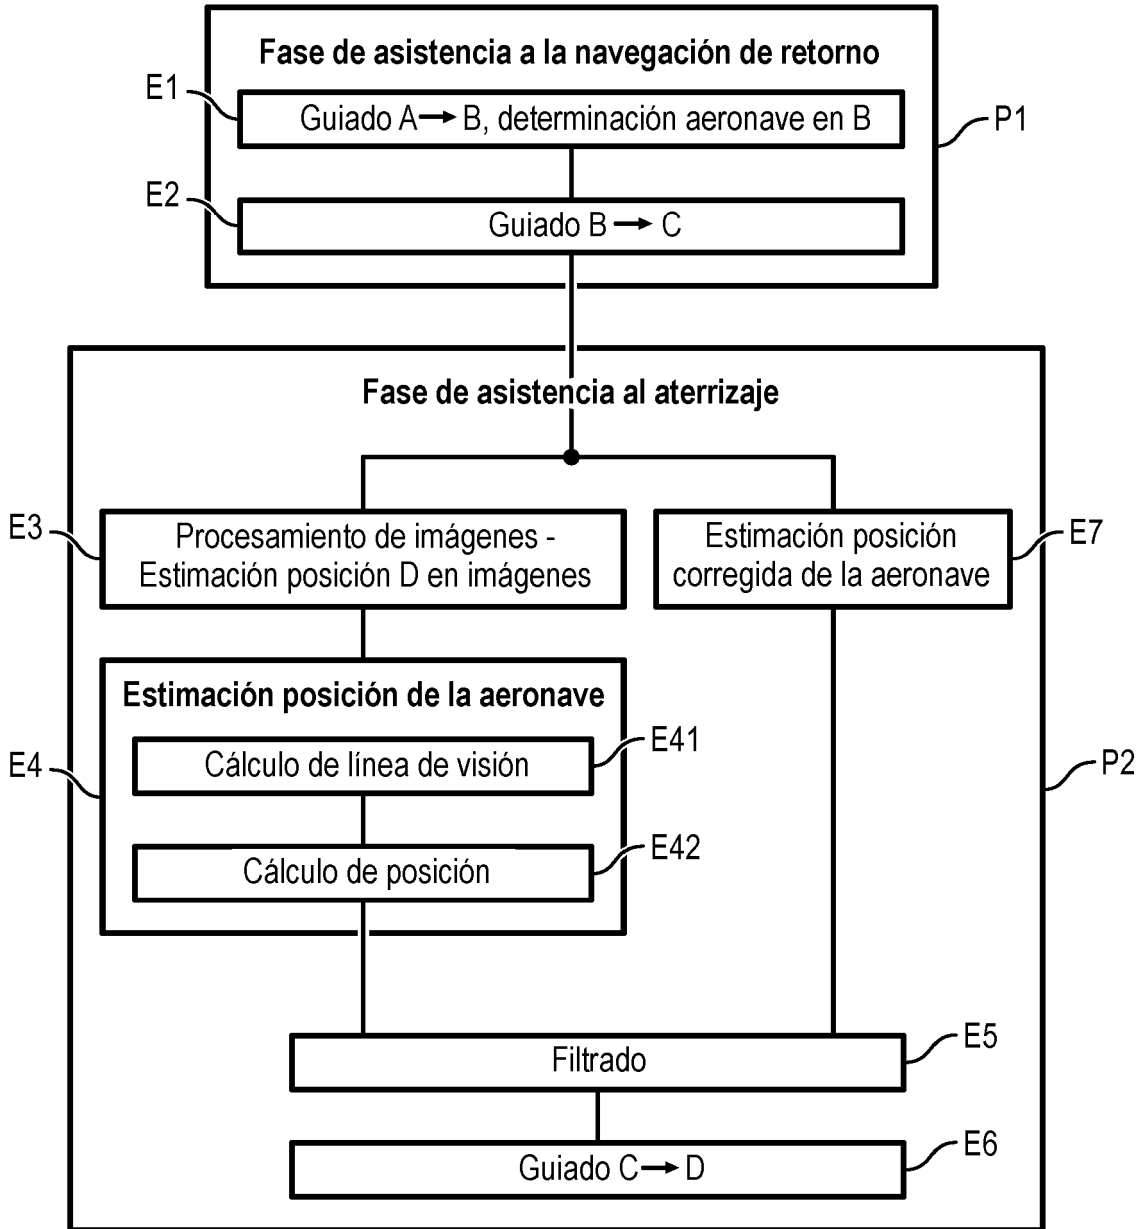 Fase de asistencia a la navegación de retorno
E1
Guiado A → B, determinación aeronave en B
P1
E2
Guiado B → C
Fase de asistencia al aterrizaje
E3
Procesamiento de imágenes -
Estimación posición D en imágenes
Estimación posición
corregida de la aeronave
E7
Estimación posición de la aeronave
E4
Cálculo de línea de visión
E41
P2
Cálculo de posición
E42
Filtrado
E5
Guiado C → D
E6